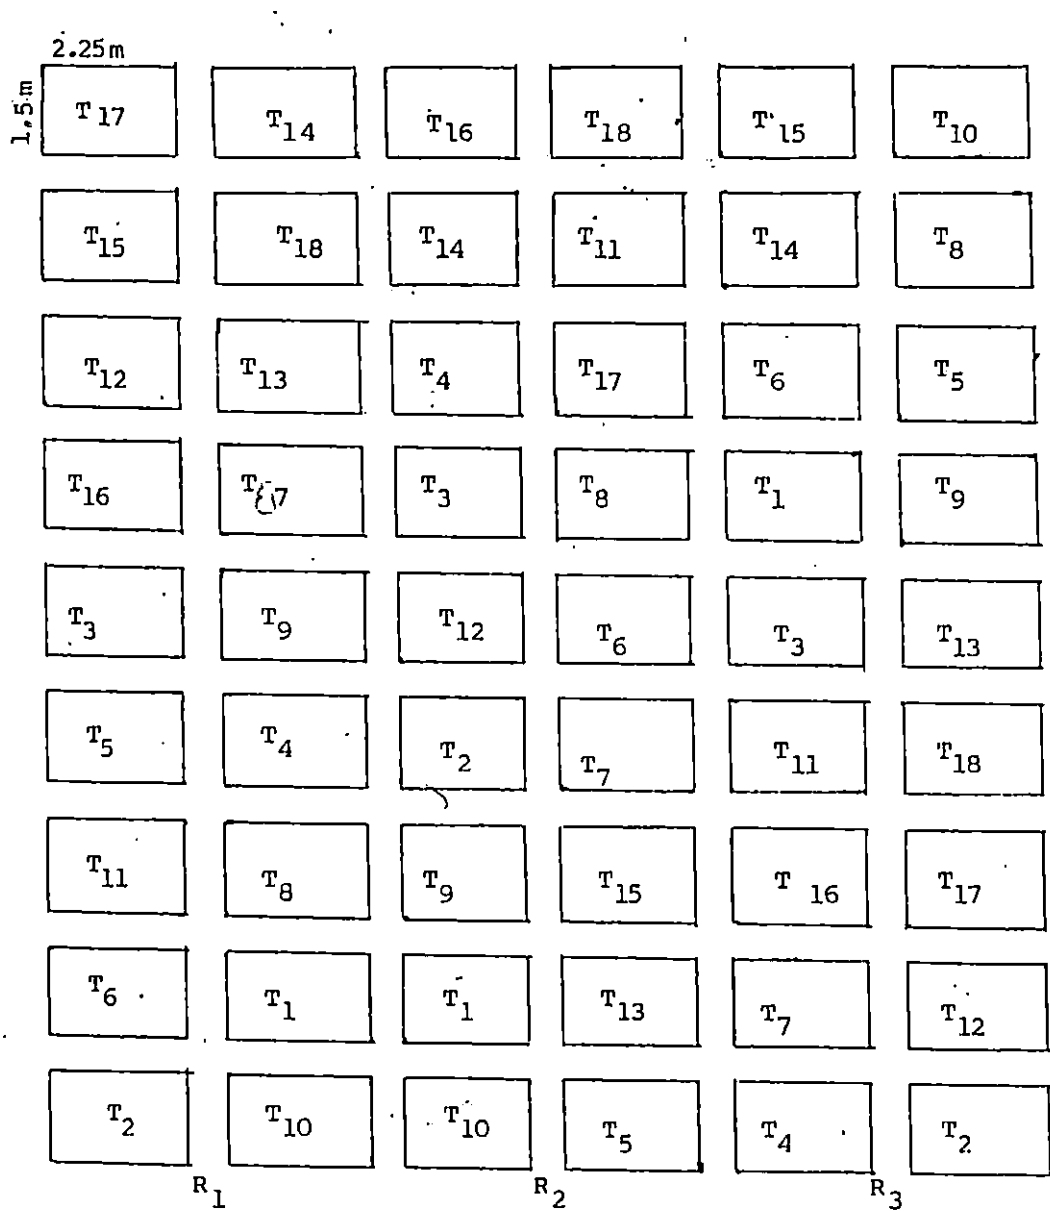 2.25m
1.5m
T17 T14 T16 T18 T15 T10
T15 T18 T14 T11 T14 T8
T12 T13 T4 T17 T6 T5
T16 T7 T3 T8 T1 T9
T3 T9 T12 T6 T3 T13
T5 T4 T2 T7 T11 T18
T11 T8 T9 T15 T16 T17
T6 T1 T1 T13 T7 T12
T2 T10 T10 T5 T4 T2
R1 R2 R3